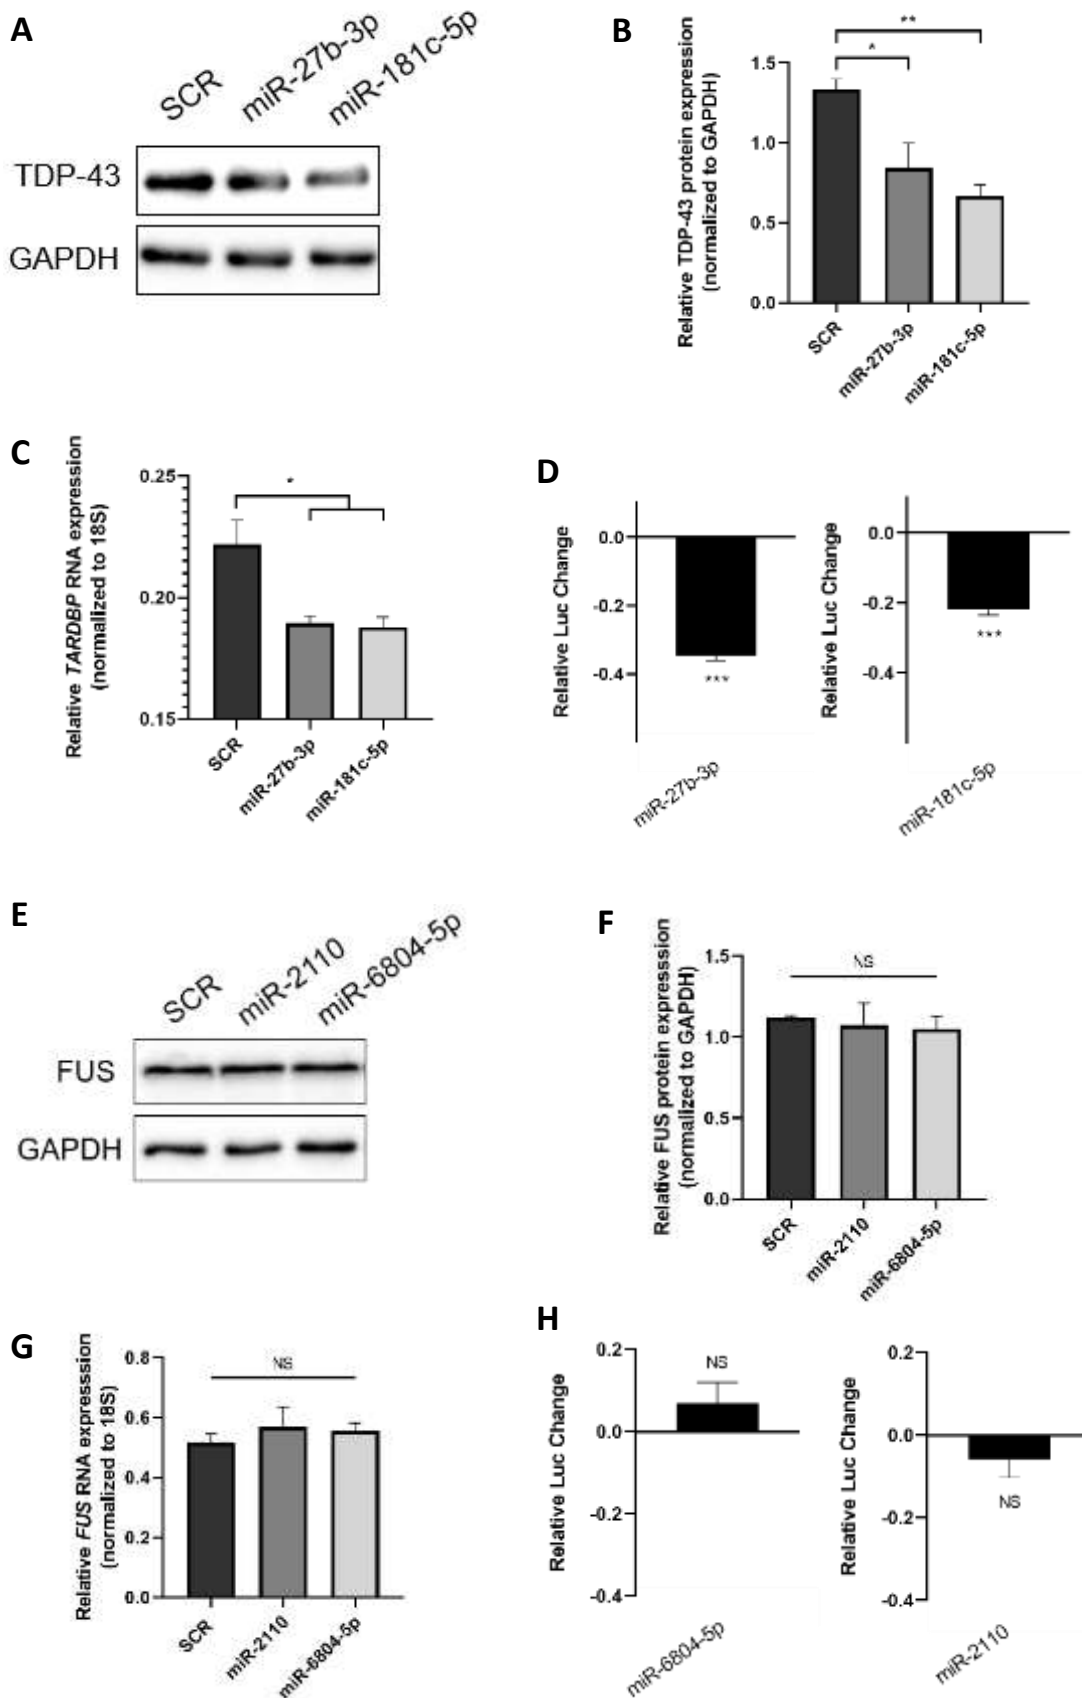 A
SCR
miR-27b-3p
miR-181c-5p
TDP-43
GAPDH
B
Relative TDP-43 protein expression
(normalized to GAPDH)
1.5
1.0
0.5
0.0
*
**
SCR
miR-27b-3p
miR-181c-5p
C
Relative TARDBP RNA expression
(normalized to 18S)
0.25
0.20
0.15
*
SCR
miR-27b-3p
miR-181c-5p
D
Relative Luc Change
0.0
-0.2
-0.4
***
miR-27b-3p
Relative Luc Change
0.0
-0.2
-0.4
***
miR-181c-5p
E
SCR
miR-2110
miR-6804-5p
FUS
GAPDH
F
Relative FUS protein expresssion
(normalized to GAPDH)
1.5
1.0
0.5
0.0
NS
SCR
miR-2110
miR-6804-5p
G
Relative FUS RNA expresssion
(normalized to 18S)
0.8
0.6
0.4
0.2
0.0
NS
SCR
miR-2110
miR-6804-5p
H
Relative Luc Change
0.2
0.0
-0.2
-0.4
NS
miR-6804-5p
Relative Luc Change
0.2
0.0
-0.2
-0.4
NS
miR-2110